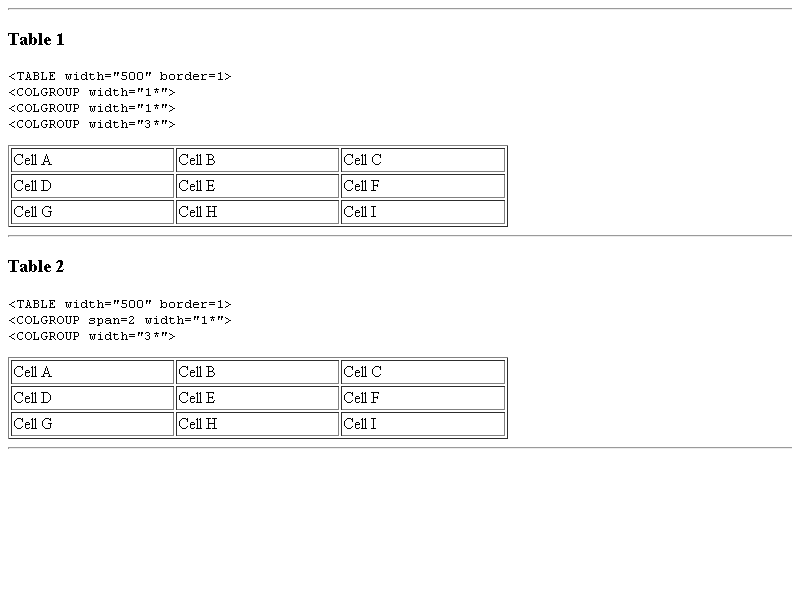 Table 1
<TABLE width="500" border=1>
<COLGROUP width="1*">
<COLGROUP width="1*">
<COLGROUP width="3*">
Cell A Cell B Cell C
Cell D Cell E Cell F
Cell G Cell H Cell I
Table 2
<TABLE width="500" border=1>
<COLGROUP span=2 width="1*">
<COLGROUP width="3*">
Cell A Cell B Cell C
Cell D Cell E Cell F
Cell G Cell H Cell I